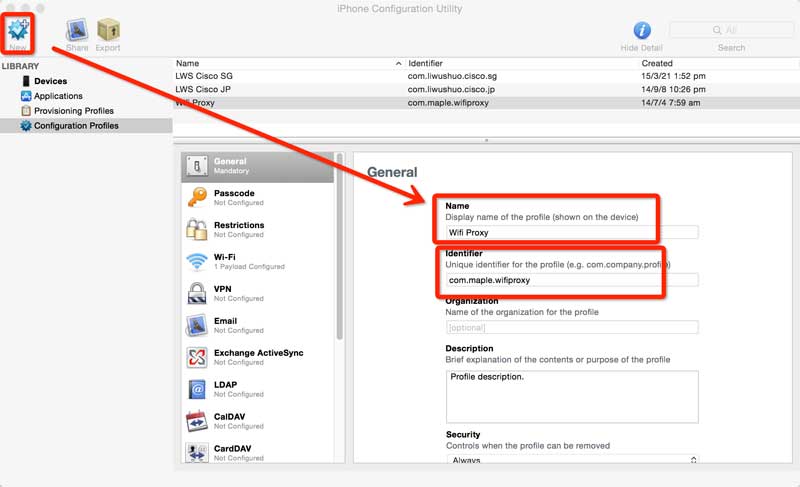 iPhone Configuration Utility
New
Share
Export
Hide Detail
All
Search
LIBRARY
Devices
Applications
Provisioning Profiles
Configuration Profiles
Name Identifier Created
LWS Cisco SG com.liwushuo.cisco.sg 15/3/21 1:52 pm
LWS Cisco JP com.liwushuo.cisco.jp 14/9/8 10:26 pm
Wifi Proxy com.maple.wifiproxy 14/7/4 7:59 am
General
Mandatory
Passcode
Not Configured
Restrictions
Not Configured
Wi-Fi
1 Payload Configured
VPN
Not Configured
Email
Not Configured
Exchange ActiveSync
Not Configured
LDAP
Not Configured
CalDAV
Not Configured
CardDAV
Not Configured
General
Name
Display name of the profile (shown on the device)
Wifi Proxy
Identifier
Unique identifier for the profile (e.g. com.company.profile)
com.maple.wifiproxy
Organization
Name of the organization for the profile
[optional]
Description
Brief explanation of the contents or purpose of the profile
Profile description.
Security
Controls when the profile can be removed
Always